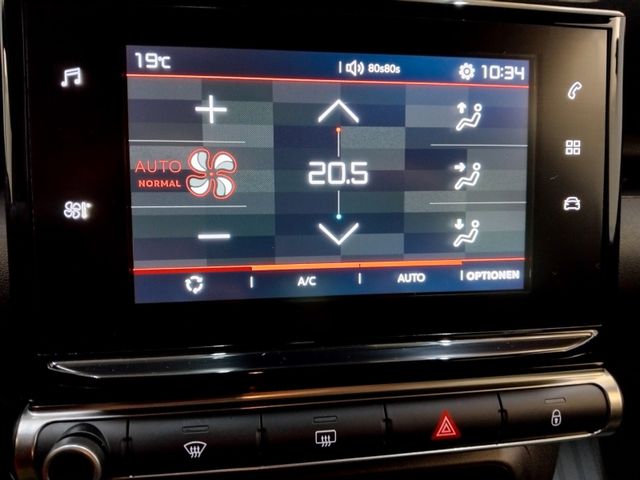 19°C
80s80s
10:34
AUTO
NORMAL
20.5
A/C
AUTO
OPTIONEN